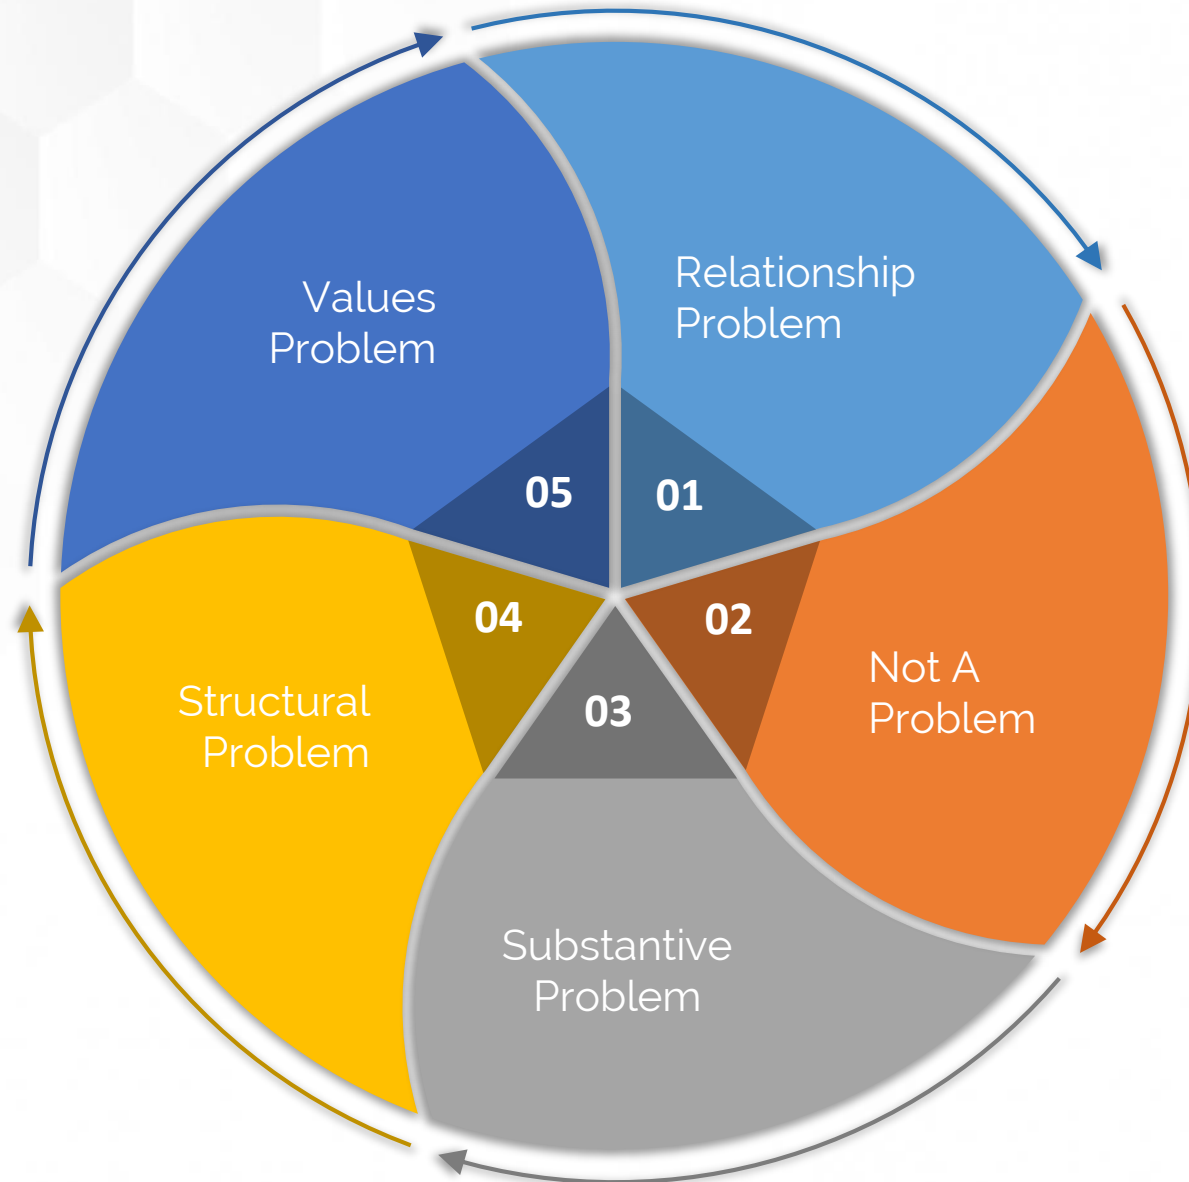 Relationship
Problem
01
Not A
Problem
02
Substantive
Problem
03
Structural
Problem
04
Values
Problem
05